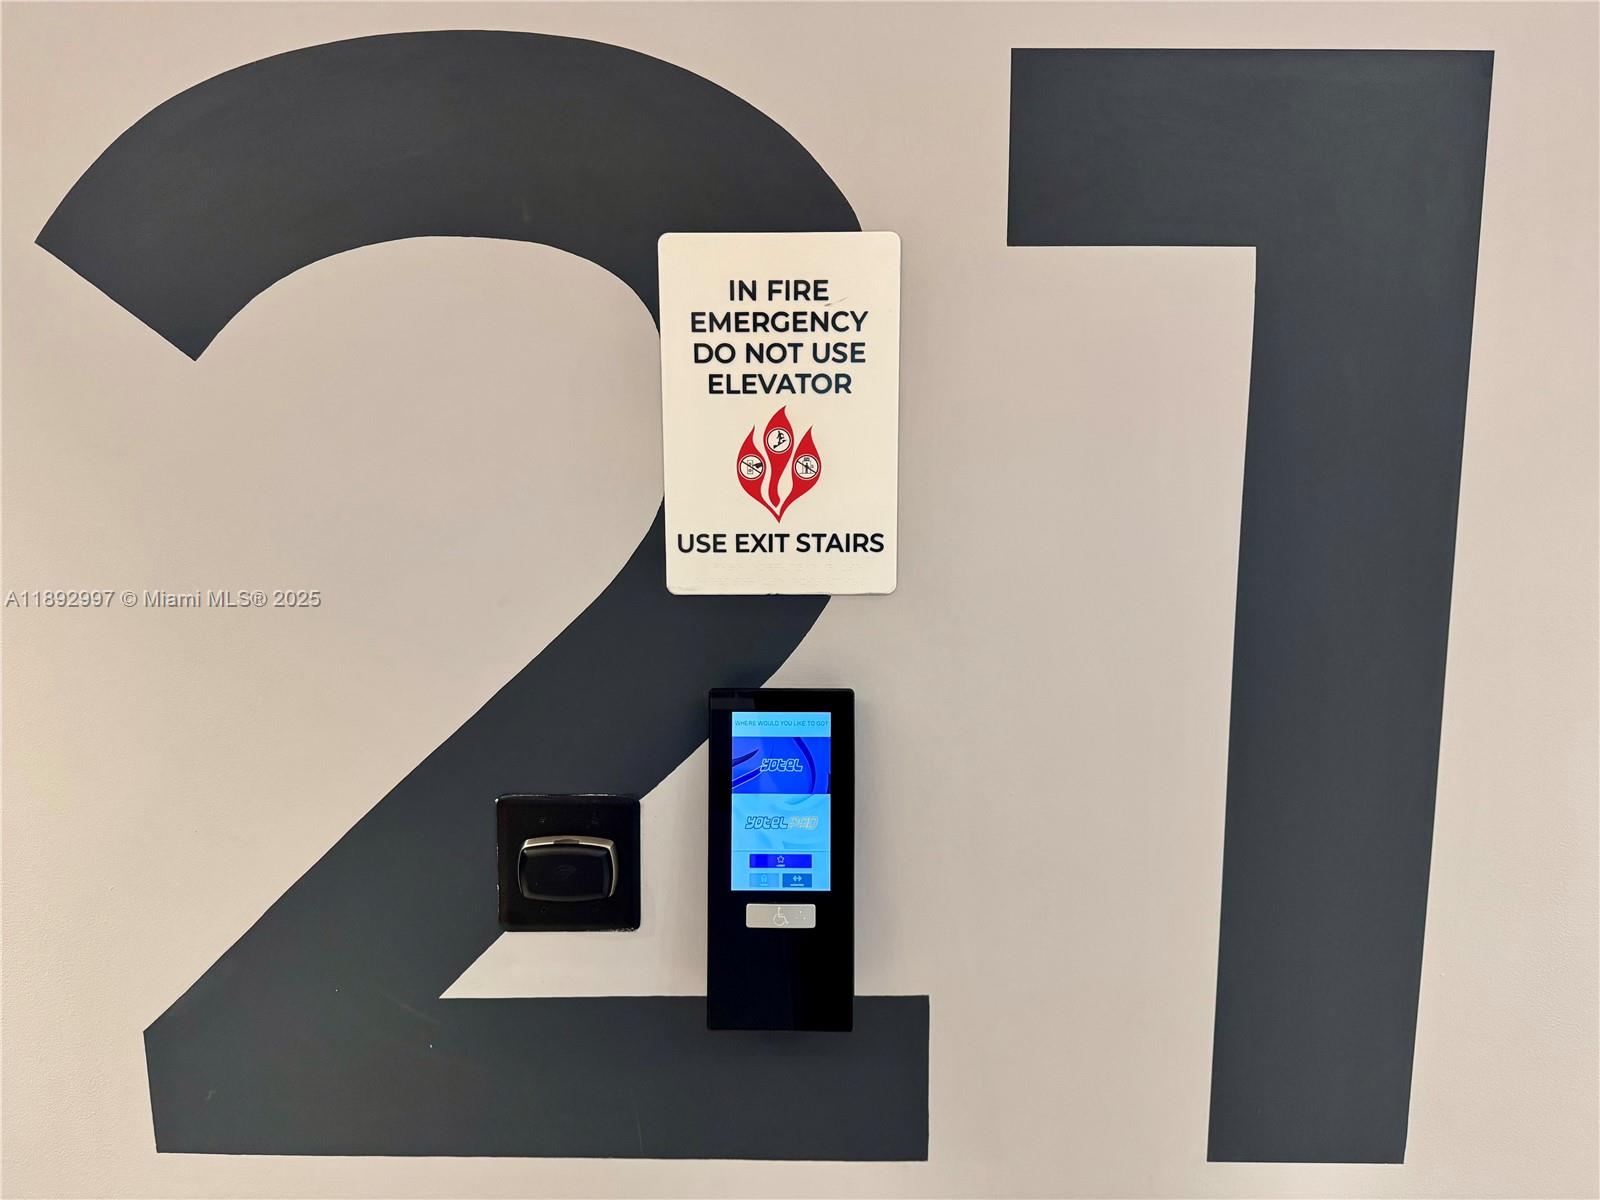 21
IN FIRE
EMERGENCY
DO NOT USE
ELEVATOR
USE EXIT STAIRS
A11892997 © Miami MLS® 2025
WHERE WOULD YOU LIKE TO GO?
YOTEL
YOTELPAD